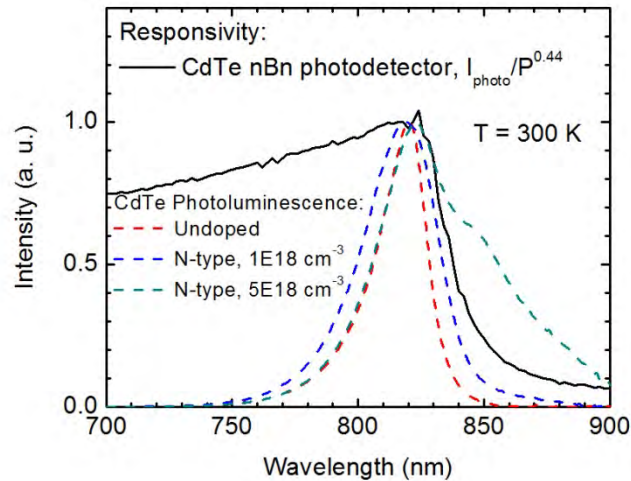 Responsivity:
CdTe nBn photodetector, I_photo/P^0.44
T = 300 K
CdTe Photoluminescence:
Undoped
N-type, 1E18 cm^-3
N-type, 5E18 cm^-3
Intensity (a. u.)
1.0
0.5
0.0
700 750 800 850 900
Wavelength (nm)